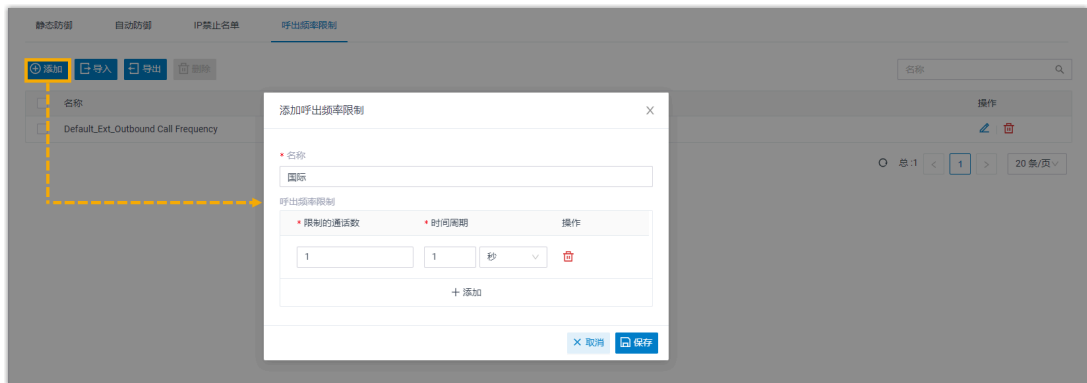 静态防御 自动防御 IP禁止名单 呼出频率限制
添加 导入 导出 删除 名称
名称 操作
Default_Ext_Outbound Call Frequency
总:1 < 1 > 20 条/页
添加呼出频率限制
* 名称
国际
呼出频率限制
* 限制的通话数 * 时间周期 操作
1 1 秒
+ 添加
× 取消 保存